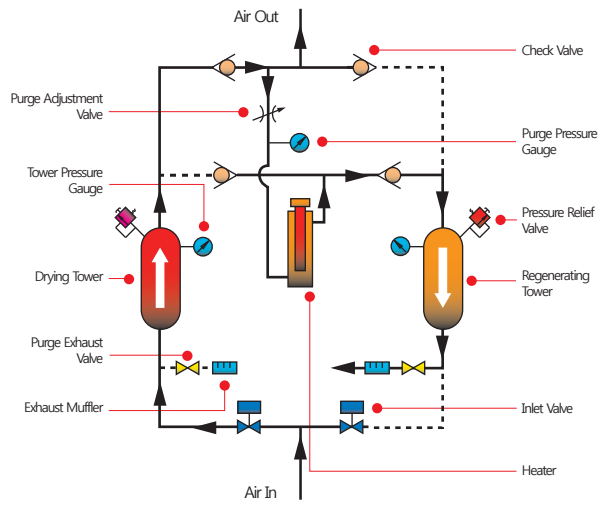 Air Out
Check Valve
Purge Adjustment
Valve
Purge Pressure
Gauge
Tower Pressure
Gauge
Pressure Relief
Valve
Drying Tower
Regenerating
Tower
Purge Exhaust
Valve
Exhaust Muffler
Inlet Valve
Heater
Air In